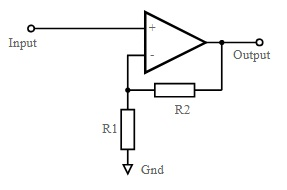 +
Input
-
Output
R2
R1
Gnd